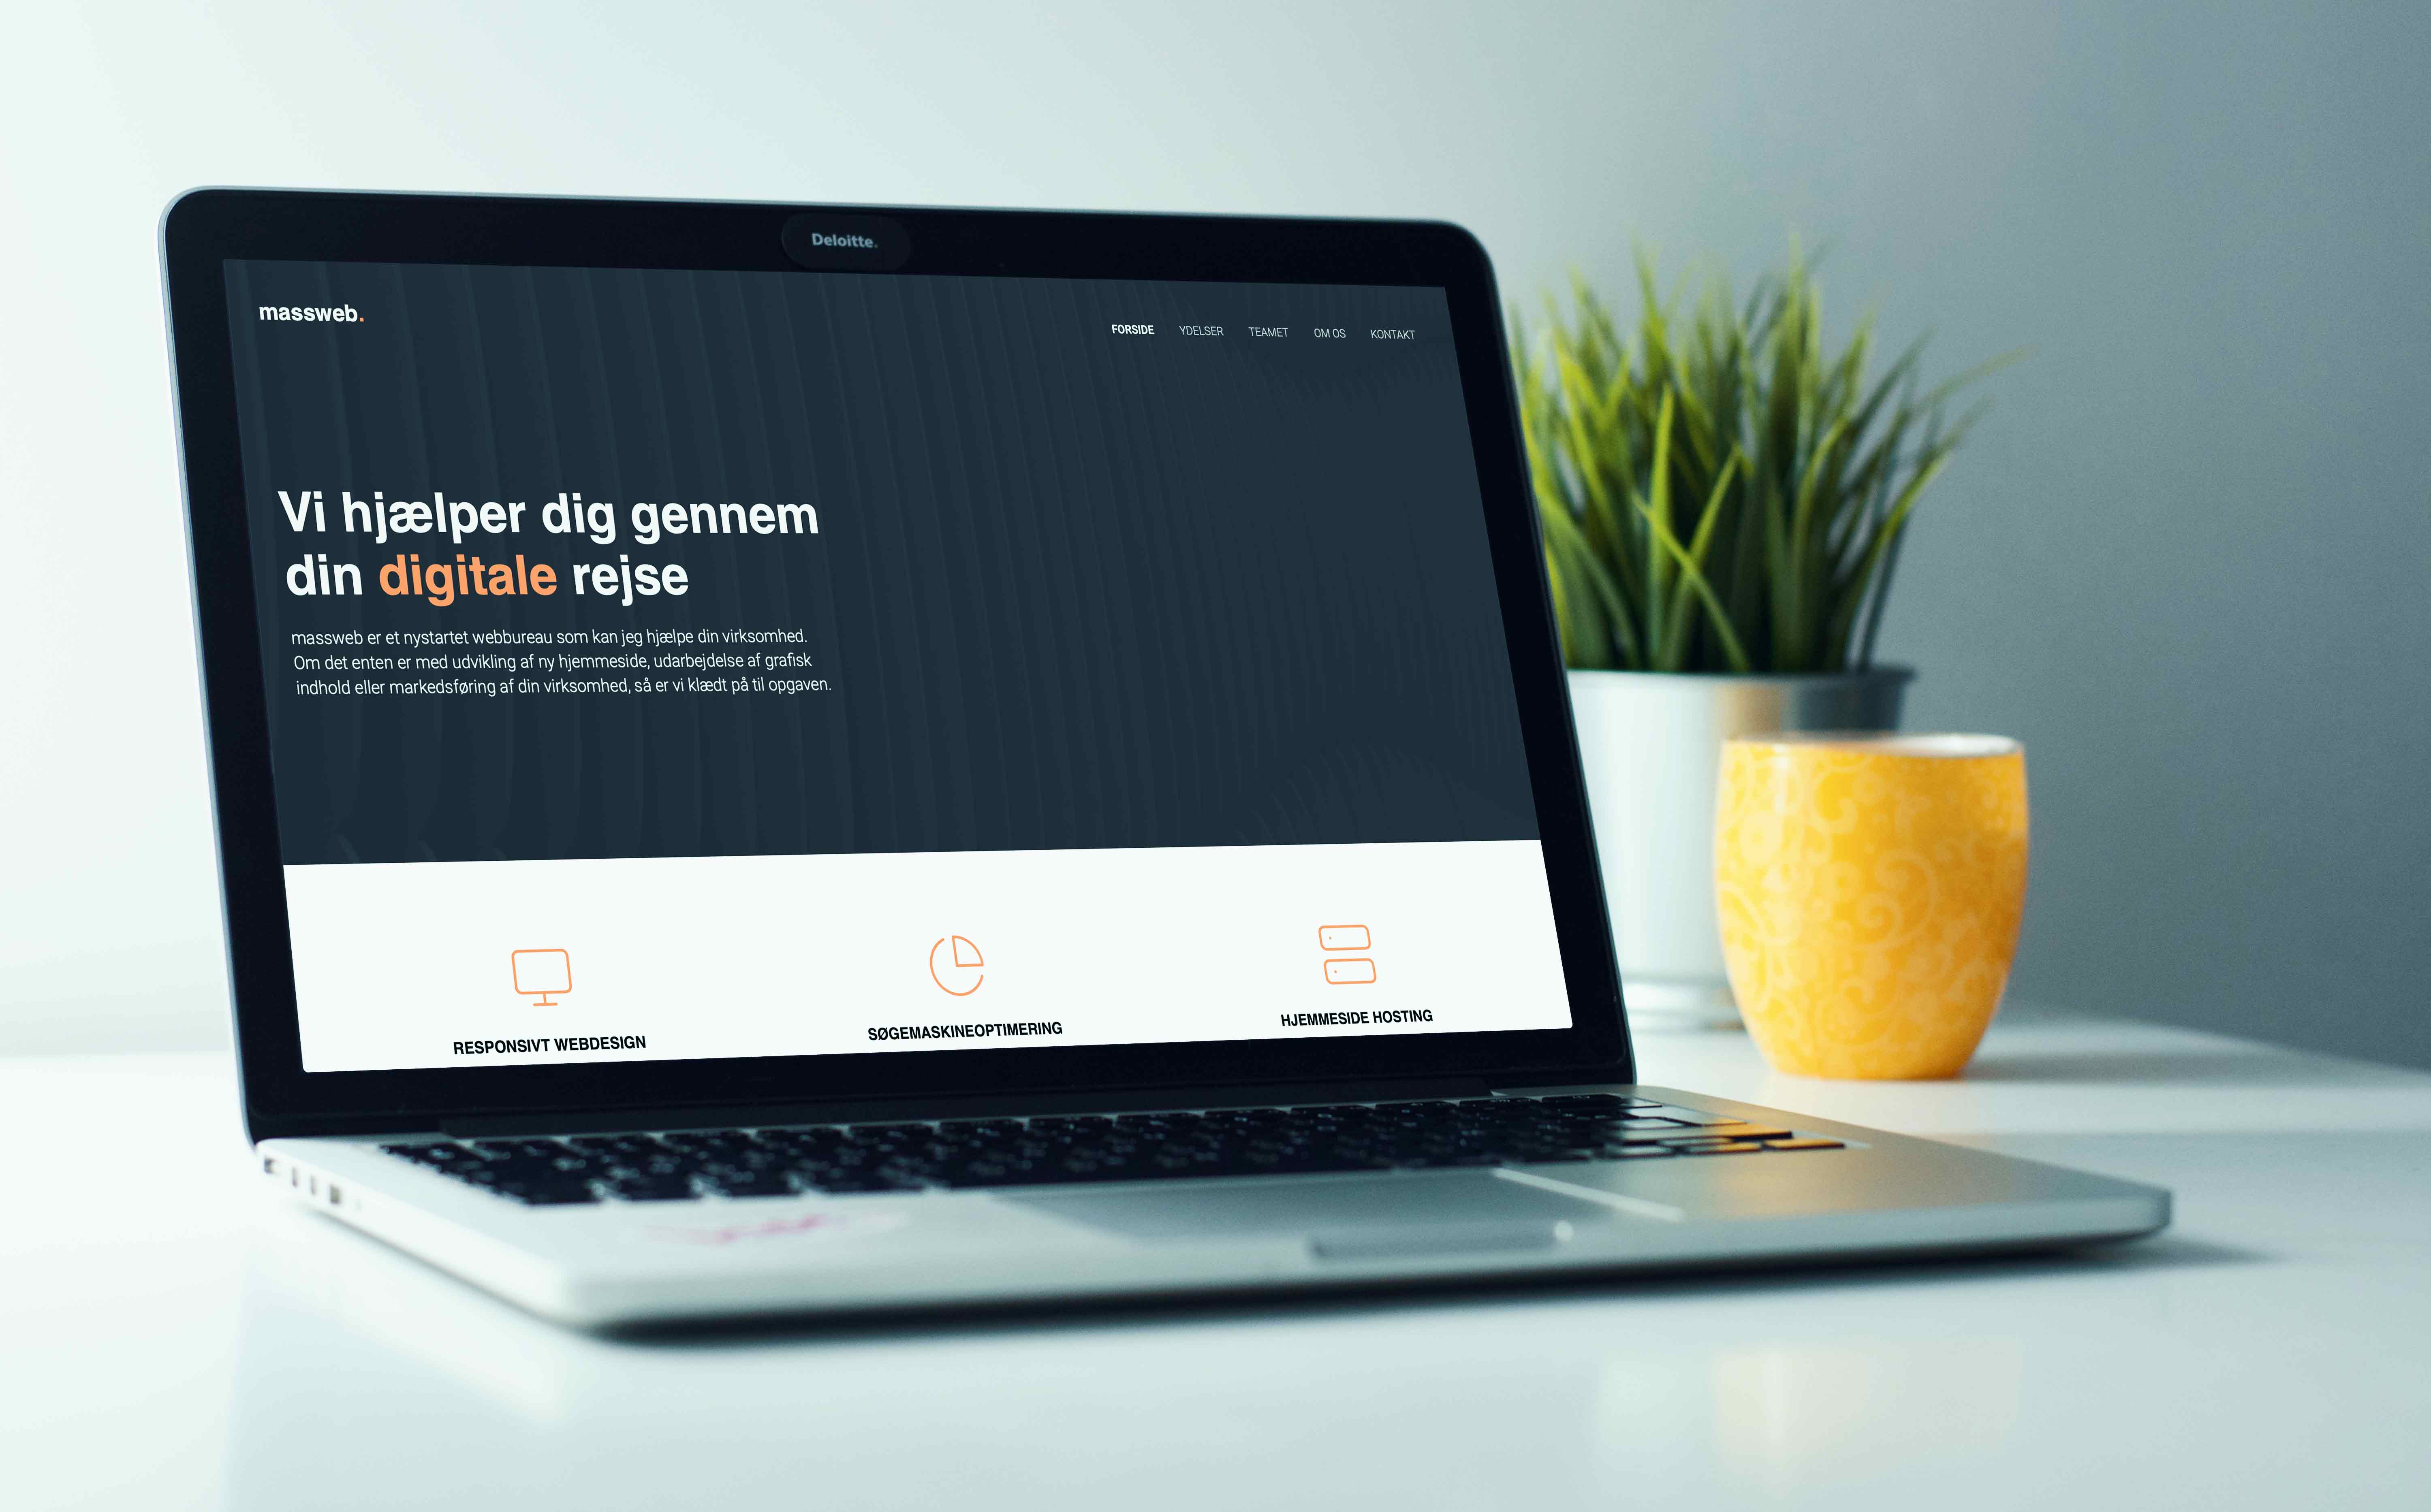 Deloitte.
massweb.
FORSIDE YDELSER TEAMET OM OS KONTAKT
Vi hjælper dig gennem
din digitale rejse
massweb er et nystartet webbureau som kan jeg hjælpe din virksomhed.
Om det enten er med udvikling af ny hjemmeside, udarbejdelse af grafisk
indhold eller markedsføring af din virksomhed, så er vi klædt på til opgaven.
RESPONSIVT WEBDESIGN
SØGEMASKINEOPTIMERING
HJEMMESIDE HOSTING